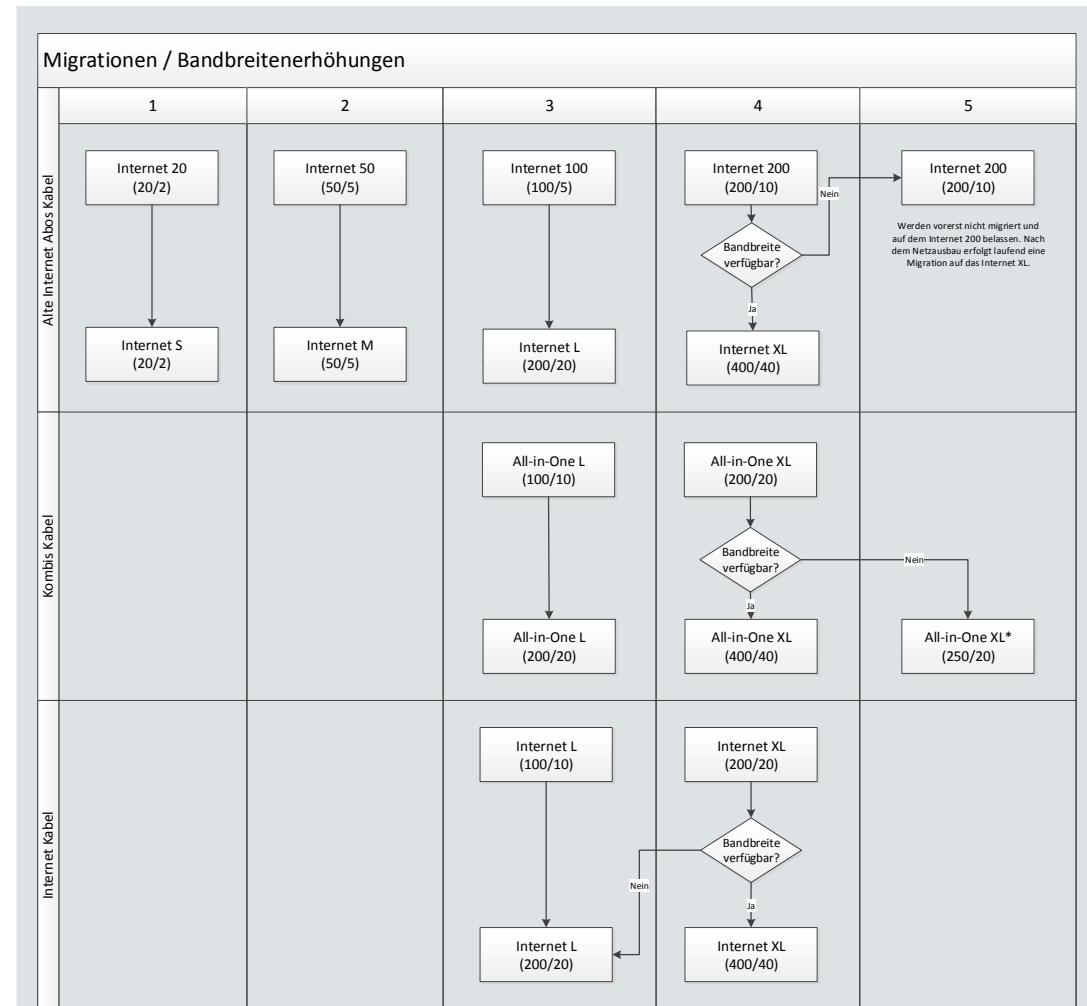 Migrationen / Bandbreitenerhöhungen
1
2
3
4
5
Alte Internet Abos Kabel
Internet 20
(20/2)
Internet 50
(50/5)
Internet 100
(100/5)
Internet 200
(200/10)
Nein
Internet 200
(200/10)
Bandbreite
verfügbar?
Werden vorerst nicht migriert und
auf dem Internet 200 belassen. Nach
dem Netzausbau erfolgt laufend eine
Migration auf das Internet XL.
Ja
Internet S
(20/2)
Internet M
(50/5)
Internet L
(200/20)
Internet XL
(400/40)
Kombis Kabel
All-in-One L
(100/10)
All-in-One XL
(200/20)
Bandbreite
verfügbar?
Nein
Ja
All-in-One L
(200/20)
All-in-One XL
(400/40)
All-in-One XL*
(250/20)
Internet Kabel
Internet L
(100/10)
Internet XL
(200/20)
Bandbreite
verfügbar?
Nein
Ja
Internet L
(200/20)
Internet XL
(400/40)